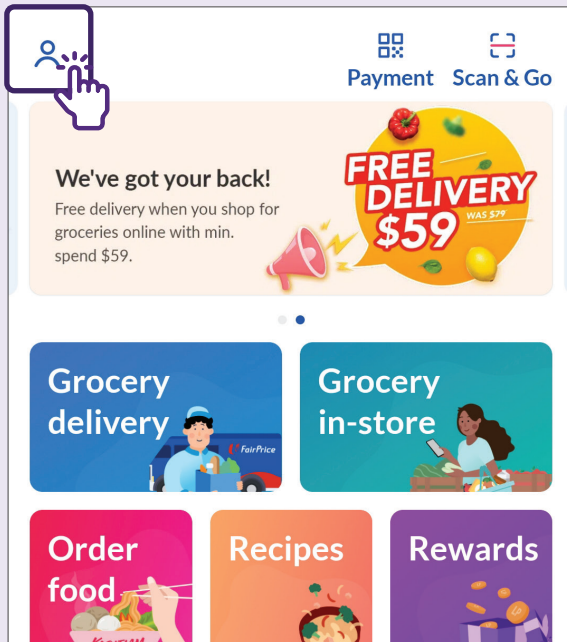 Payment
Scan & Go
We've got your back!
Free delivery when you shop for
groceries online with min.
spend $59.
FREE
DELIVERY
$59
WAS $79
Grocery
delivery
FairPrice
Grocery
in-store
Order
food
Recipes
Rewards